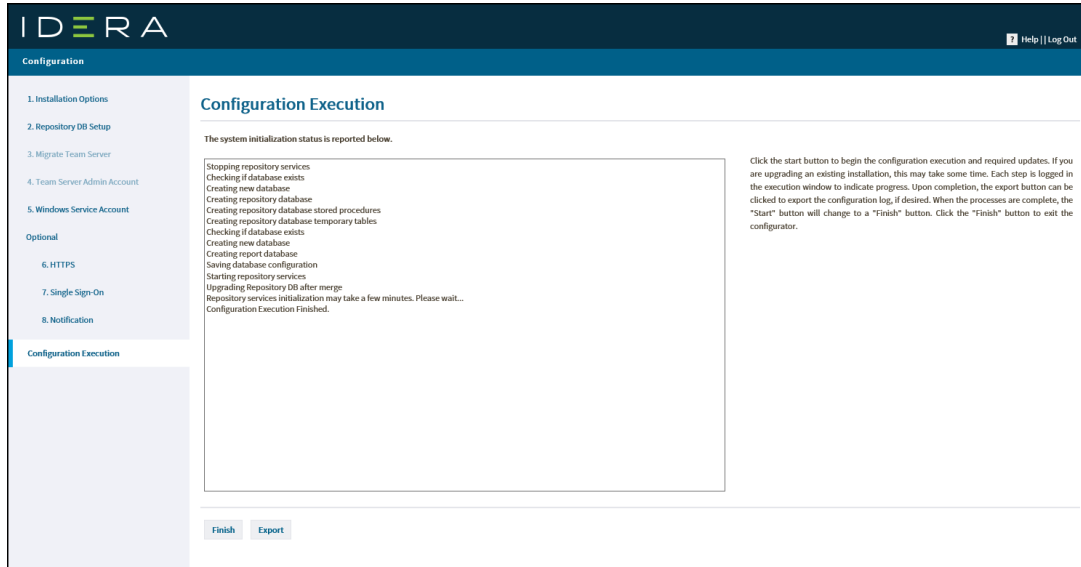 IDERA
? Help || Log Out
Configuration
1. Installation Options
2. Repository DB Setup
3. Migrate Team Server
4. Team Server Admin Account
5. Windows Service Account
Optional
6. HTTPS
7. Single Sign-On
8. Notification
Configuration Execution
Configuration Execution
The system initialization status is reported below.
Stopping repository services
Checking if database exists
Creating new database
Creating repository database
Creating repository database stored procedures
Creating repository database temporary tables
Checking if database exists
Creating new database
Creating report database
Saving database configuration
Starting repository services
Upgrading Repository DB after merge
Repository services initialization may take a few minutes. Please wait...
Configuration Execution Finished.
Click the start button to begin the configuration execution and required updates. If you
are upgrading an existing installation, this may take some time. Each step is logged in
the execution window to indicate progress. Upon completion, the export button can be
clicked to export the configuration log, if desired. When the processes are complete, the
"Start" button will change to a "Finish" button. Click the "Finish" button to exit the
configurator.
Finish
Export